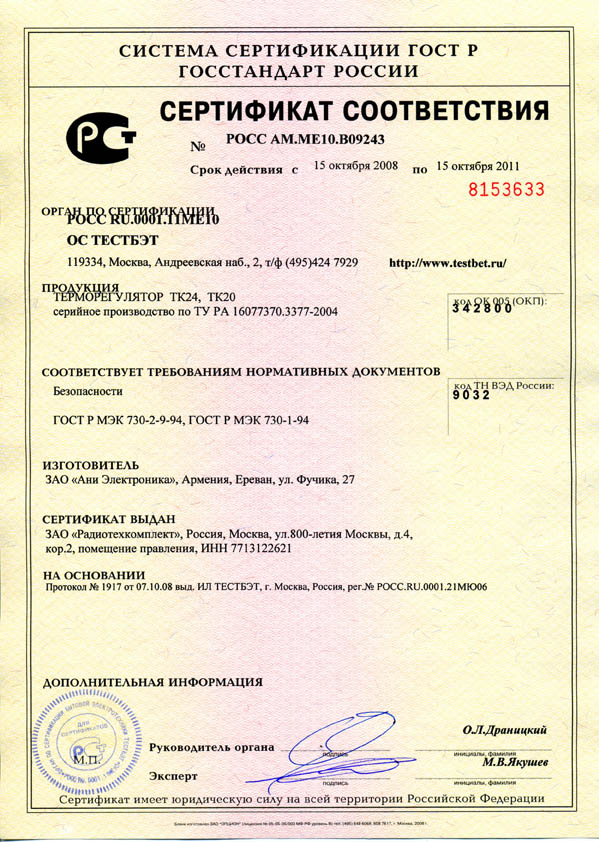 СИСТЕМА СЕРТИФИКАЦИИ ГОСТ Р
ГОССТАНДАРТ РОССИИ
СЕРТИФИКАТ СООТВЕТСТВИЯ
№ РОСС AM.ME10.B09243
Срок действия с 15 октября 2008 по 15 октября 2011
8153633
ОРГАН ПО СЕРТИФИКАЦИИ
РОСС RU.0001.11МЕ10
ОС ТЕСТБЭТ
119334, Москва, Андреевская наб., 2, т/ф (495)424 7929 http://www.testbet.ru/
ПРОДУКЦИЯ
ТЕРМОРЕГУЛЯТОР ТК24, ТК20
серийное производство по ТУ РА 16077370.3377-2004
код ОК 005 (ОКП):
342800
СООТВЕТСТВУЕТ ТРЕБОВАНИЯМ НОРМАТИВНЫХ ДОКУМЕНТОВ
Безопасности
ГОСТ Р МЭК 730-2-9-94, ГОСТ Р МЭК 730-1-94
код ТН ВЭД России:
9032
ИЗГОТОВИТЕЛЬ
ЗАО «Ани Электроника», Армения, Ереван, ул. Фучика, 27
СЕРТИФИКАТ ВЫДАН
ЗАО «Радиотехкомплект», Россия, Москва, ул.800-летия Москвы, д.4,
кор.2, помещение правления, ИНН 7713122621
НА ОСНОВАНИИ
Протокол № 1917 от 07.10.08 выд. ИЛ ТЕСТБЭТ, г. Москва, Россия, рег.№ РОСС.RU.0001.21МЮ06
ДОПОЛНИТЕЛЬНАЯ ИНФОРМАЦИЯ
ДЛЯ
СЕРТИФИКАТОВ
М.П.
Руководитель органа
подпись
О.Л.Драницкий
инициалы, фамилия
Эксперт
подпись
М.В.Якушев
инициалы, фамилия
Сертификат имеет юридическую силу на всей территории Российской Федерации